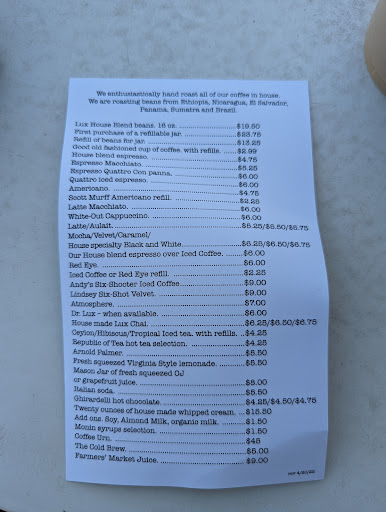 We enthusiastically hand roast all of our coffee in house.
We are roasting beans from Ethiopia, Nicaragua, El Salvador,
Panama, Sumatra and Brazil.
Lux House Blend beans, 16 oz. ........................$19.50
First purchase of a refillable jar. ........................$23.75
Refill of beans for jar. ........................$13.25
Good old fashioned cup of coffee, with refills. ...$2.99
House blend espresso. ........................$4.75
Espresso Macchiato. ........................$5.25
Espresso Quattro Con panna. ........................$6.00
Quattro iced espresso. ........................$6.00
Americano. ........................$4.75
Scott Murff Americano refill. ........................$2.25
Latte Macchiato. ........................$6.00
White-Out Cappuccino. ........................$6.00
Latte/Aulait. ........................$5.25/$5.50/$5.75
Mocha/Velvet/Caramel/
House specialty Black and White........................$6.25/$6.50/$6.75
Our House blend espresso over Iced Coffee. .......$6.00
Red Eye. ........................$6.00
Iced Coffee or Red Eye refill. ........................$2.25
Andy's Six-Shooter Iced Coffee........................$9.00
Lindsey Six-Shot Velvet. ........................$9.00
Atmosphere. ........................$7.00
Dr. Lux - when available. ........................$6.00
House made Lux Chai. ........................$6.25/$6.50/$6.75
Ceylon/Hibiscus/Tropical Iced tea, with refills. ..$4.25
Republic of Tea hot tea selection. ........................$4.25
Arnold Palmer. ........................$5.50
Fresh squeezed Virginia Style lemonade. ............$5.50
Mason Jar of fresh squeezed OJ
or grapefruit juice. ........................$8.00
Italian soda. ........................$5.50
Ghirardelli hot chocolate. ........................$4.25/$4.50/$4.75
Twenty ounces of house made whipped cream. ...$15.50
Add ons. Soy, Almond Milk, organic milk. ..........$1.50
Monin syrups selection. ........................$1.50
Coffee Urn. ........................$45
The Cold Brew. ........................$5.00
Farmers' Market Juice. ........................$9.00